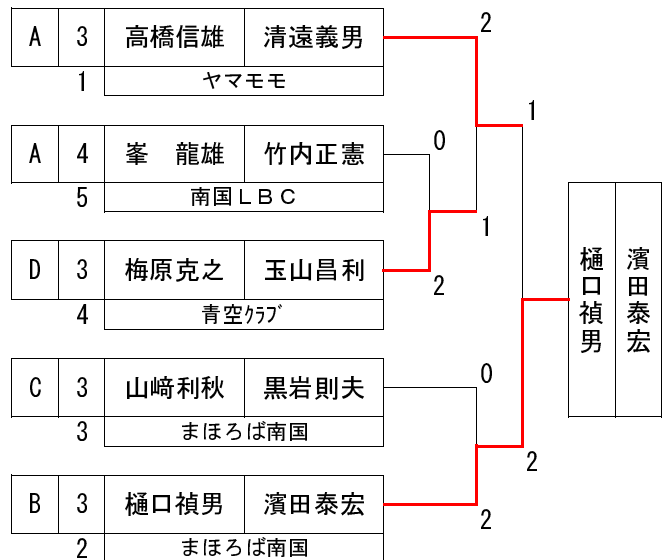 A 3 高橋信雄 清遠義男 2
1 ヤマモモ
1
A 4 峯　龍雄 竹内正憲 0
5 南国ＬＢＣ
1
D 3 梅原克之 玉山昌利 2
4 青空ｸﾗﾌﾞ
樋口禎男
濱田泰宏
C 3 山﨑利秋 黒岩則夫 0
3 まほろば南国
2
B 3 樋口禎男 濱田泰宏 2
2 まほろば南国